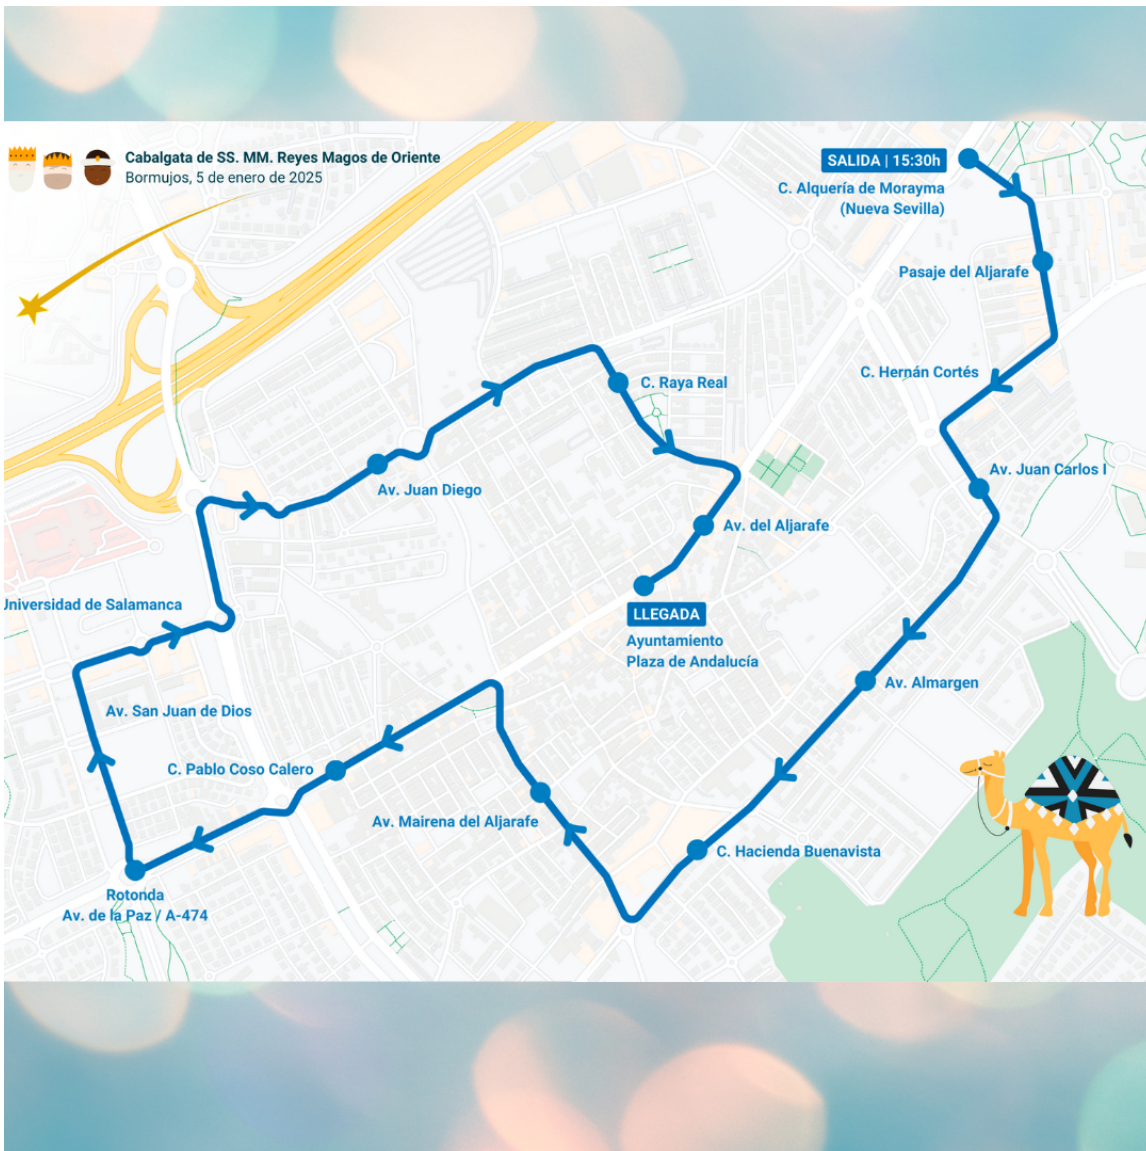 Cabalgata de SS. MM. Reyes Magos de Oriente
Bormujos, 5 de enero de 2025
SALIDA | 15:30h
C. Alquería de Morayma
(Nueva Sevilla)
Pasaje del Aljarafe
C. Hernán Cortés
C. Raya Real
Av. Juan Carlos I
Av. Juan Diego
Av. del Aljarafe
LLEGADA
Ayuntamiento
Plaza de Andalucía
Universidad de Salamanca
Av. Almargen
Av. San Juan de Dios
C. Pablo Coso Calero
Av. Mairena del Aljarafe
C. Hacienda Buenavista
Rotonda
Av. de la Paz / A-474